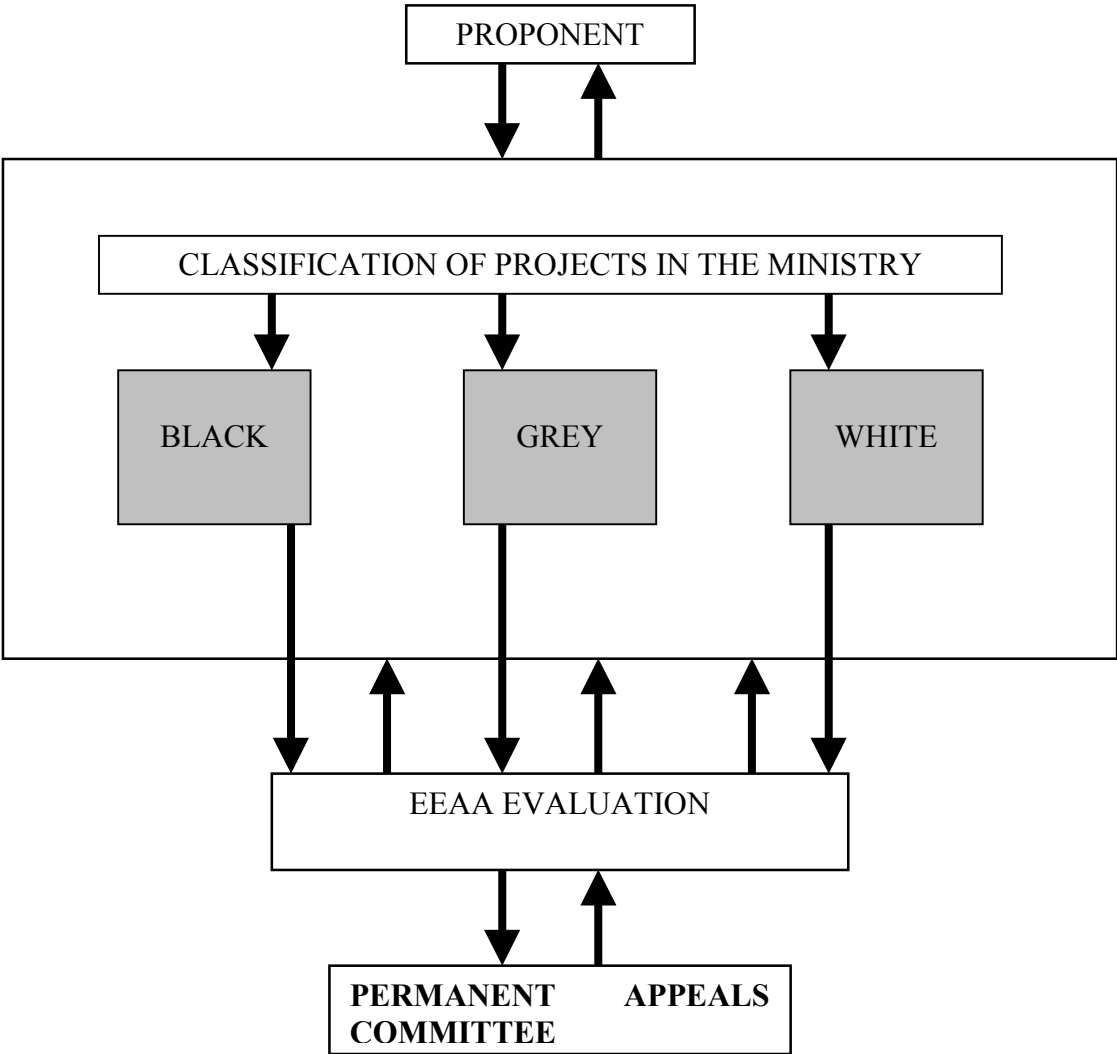 PROPONENT
CLASSIFICATION OF PROJECTS IN THE MINISTRY
BLACK
GREY
WHITE
EEAA EVALUATION
PERMANENT APPEALS
COMMITTEE